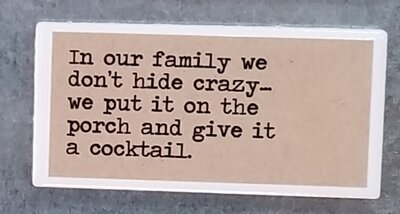 In our family we
don't hide crazy…
we put it on the
porch and give it
a cocktail.